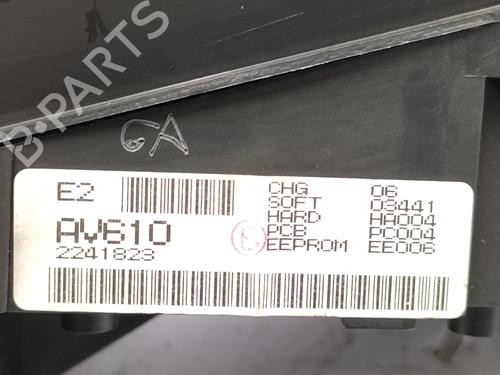 B-PARTS
GA
E2
AV610
2241823
CHG 06
SOFT 03441
HARD HA004
PCB PC004
EEPROM EE006